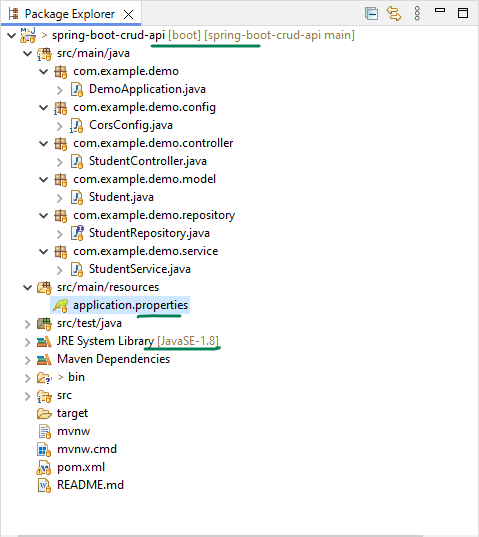 Package Explorer
> spring-boot-crud-api [boot] [spring-boot-crud-api main]
src/main/java
com.example.demo
DemoApplication.java
com.example.demo.config
CorsConfig.java
com.example.demo.controller
StudentController.java
com.example.demo.model
Student.java
com.example.demo.repository
StudentRepository.java
com.example.demo.service
StudentService.java
src/main/resources
application.properties
src/test/java
JRE System Library [JavaSE-1.8]
Maven Dependencies
> bin
src
target
mvnw
mvnw.cmd
pom.xml
README.md